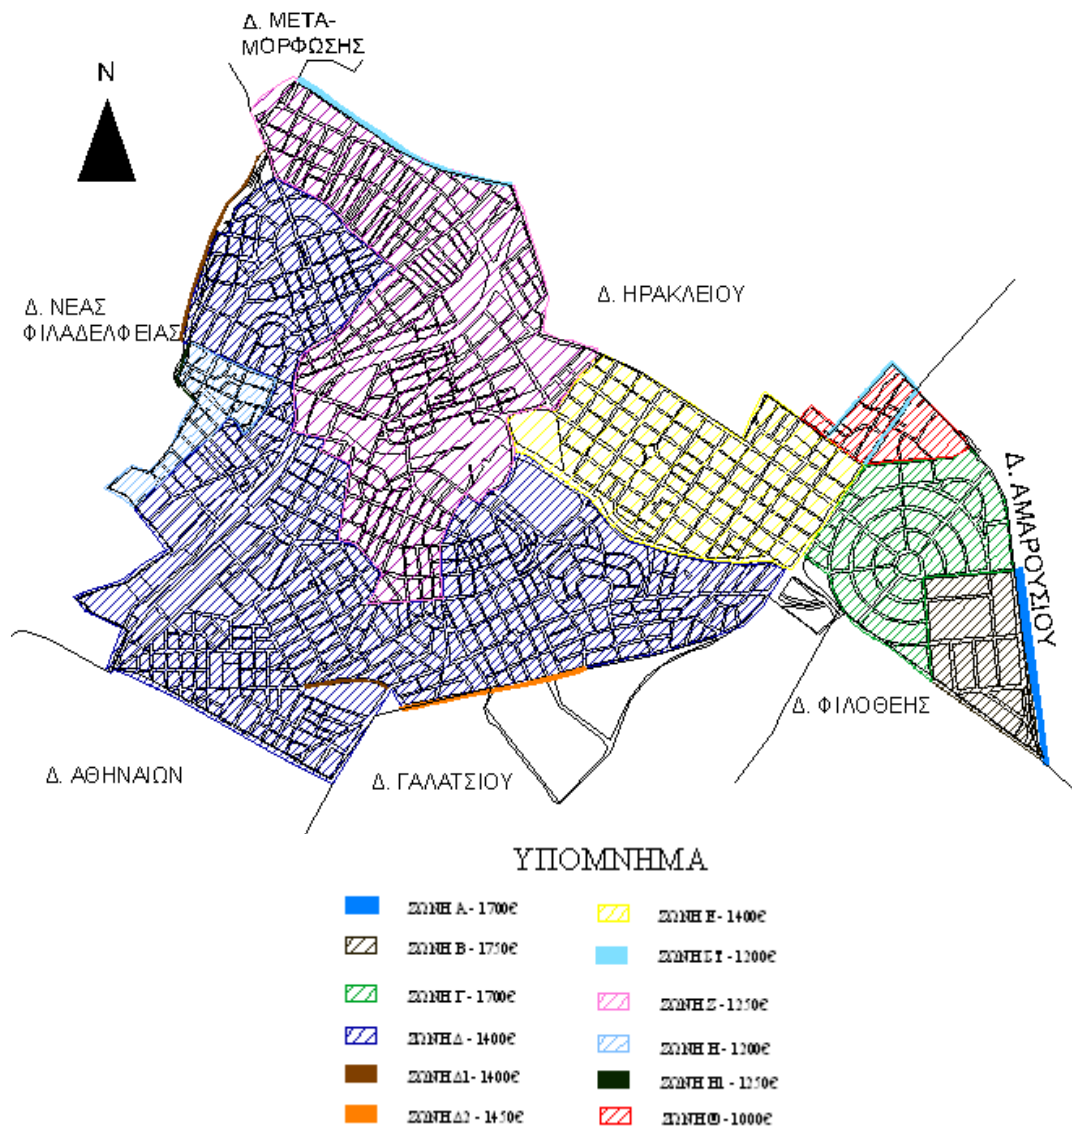 Δ. ΜΕΤΑ-
ΜΟΡΦΩΣΗΣ
N
Δ. ΗΡΑΚΛΕΙΟΥ
Δ. ΝΕΑΣ
ΦΙΛΑΔΕΛΦΕΙΑΣ
Δ. ΑΜΑΡΟΥΣΙΟΥ
Δ. ΦΙΛΟΘΕΗΣ
Δ. ΑΘΗΝΑΙΩΝ
Δ. ΓΑΛΑΤΣΙΟΥ
ΥΠΟΜΝΗΜΑ
ΖΩΝΗ Α - 1700€
ΖΩΝΗ Β - 1750€
ΖΩΝΗ Γ - 1700€
ΖΩΝΗ Δ - 1400€
ΖΩΝΗ Δ1 - 1400€
ΖΩΝΗ Δ2 - 1450€
ΖΩΝΗ Ε - 1400€
ΖΩΝΗ ΣΤ - 1200€
ΖΩΝΗ Ζ - 1250€
ΖΩΝΗ Η - 1200€
ΖΩΝΗ Η1 - 1250€
ΖΩΝΗ Θ - 1000€